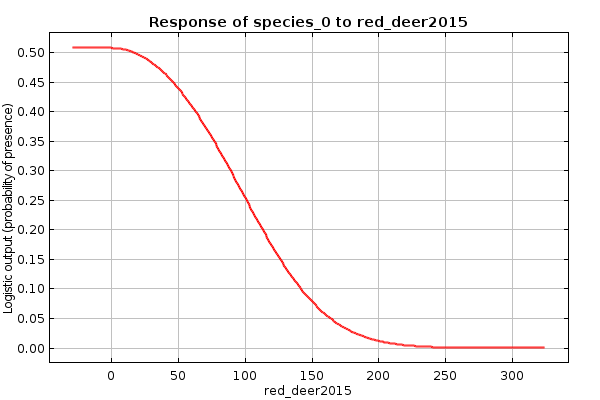 Response of species_0 to red_deer2015
Logistic output (probability of presence)
0.50
0.45
0.40
0.35
0.30
0.25
0.20
0.15
0.10
0.05
0.00
0 50 100 150 200 250 300
red_deer2015